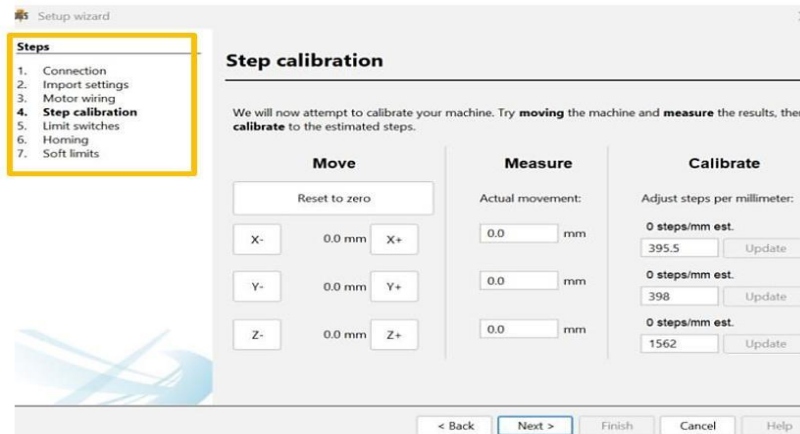 Setup wizard
Steps
1. Connection
2. Import settings
3. Motor wiring
4. Step calibration
5. Limit switches
6. Homing
7. Soft limits
Step calibration
We will now attempt to calibrate your machine. Try moving the machine and measure the results, then
calibrate to the estimated steps.
Move
Reset to zero
X- 0.0 mm X+
Y- 0.0 mm Y+
Z- 0.0 mm Z+
Measure
Actual movement:
0.0 mm
0.0 mm
0.0 mm
Calibrate
Adjust steps per millimeter:
0 steps/mm est.
395.5 Update
0 steps/mm est.
398 Update
0 steps/mm est.
1562 Update
< Back Next > Finish Cancel Help